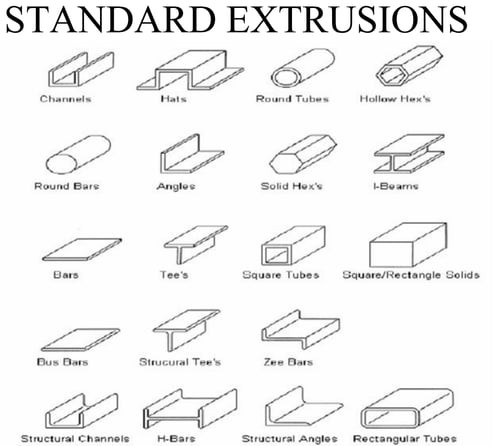 STANDARD EXTRUSIONS
Channels Hats Round Tubes Hollow Hex's
Round Bars Angles Solid Hex's I-Beams
Bars Tee's Square Tubes Square/Rectangle Solids
Bus Bars Strucural Tee's Zee Bars
Structural Channels H-Bars Structural Angles Rectangular Tubes